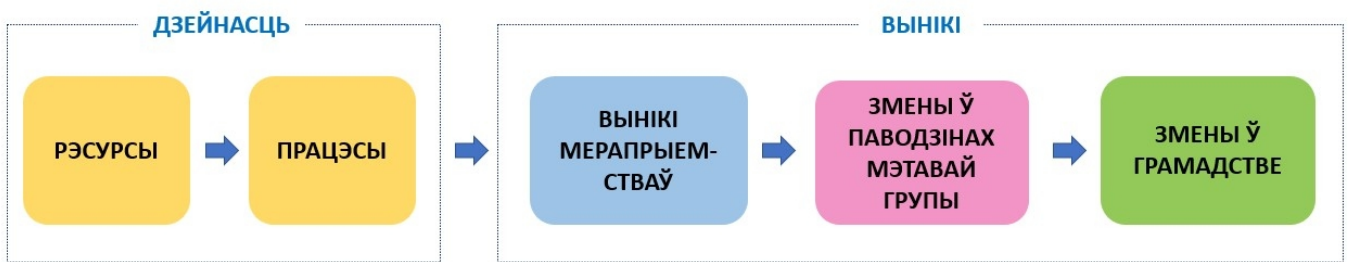 ДЗЕЙНАСЦЬ
ВЫНІКІ
РЭСУРСЫ
ПРАЦЭСЫ
ВЫНІКІ
МЕРАПРЫЕМ-
СТВАЎ
ЗМЕНЫ Ў
ПАВОДЗІНАХ
МЭТАВАЙ
ГРУПЫ
ЗМЕНЫ Ў
ГРАМАДСТВЕ